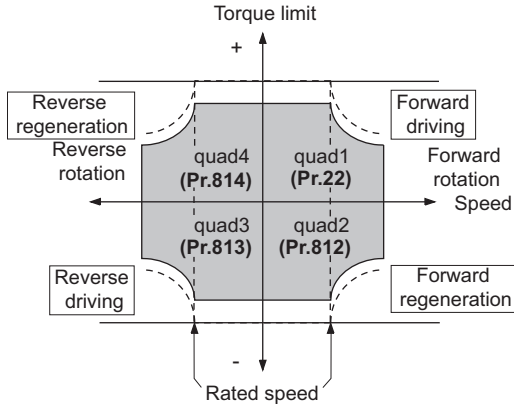 Torque limit
+
Reverse
regeneration
Forward
driving
Reverse
rotation
quad4
(Pr.814)
quad1
(Pr.22)
Forward
rotation
Speed
quad3
(Pr.813)
quad2
(Pr.812)
Reverse
driving
Forward
regeneration
-
Rated speed